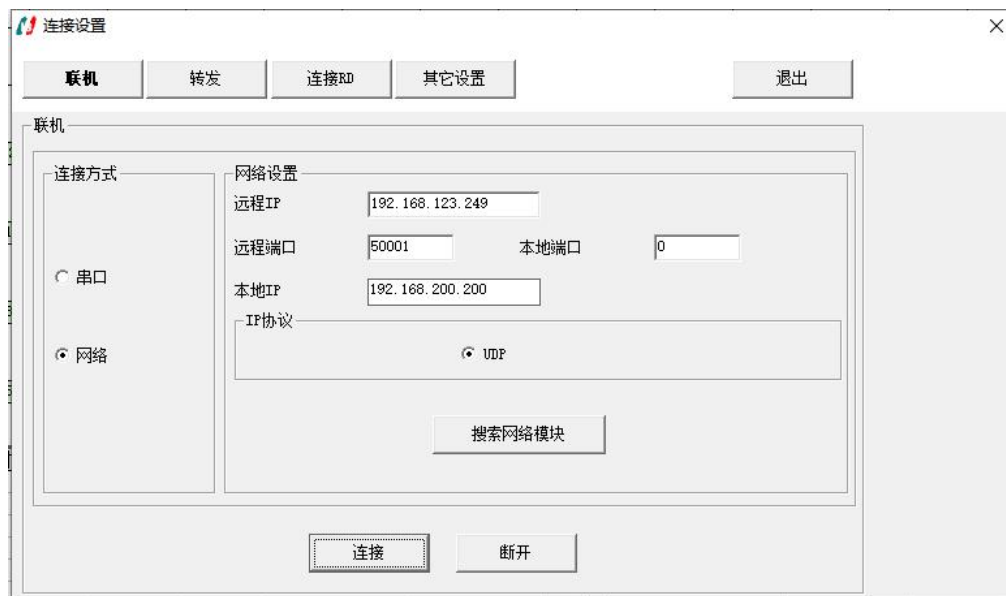 连接设置
联机 转发 连接RD 其它设置 退出
联机
连接方式 网络设置
远程IP 192.168.123.249
远程端口 50001 本地端口 0
串口 本地IP 192.168.200.200
IP协议
网络 UDP
搜索网络模块
连接 断开